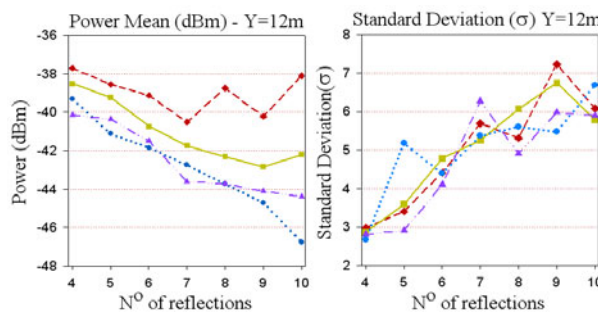 Power Mean (dBm) - Y=12m
-36
-38
-40
-42
-44
-46
-48
4 5 6 7 8 9 10
Power (dBm)
Nº of reflections
Standard Deviation (σ) Y=12m
8
7
6
5
4
3
2
4 5 6 7 8 9 10
Standard Deviation(σ)
Nº of reflections